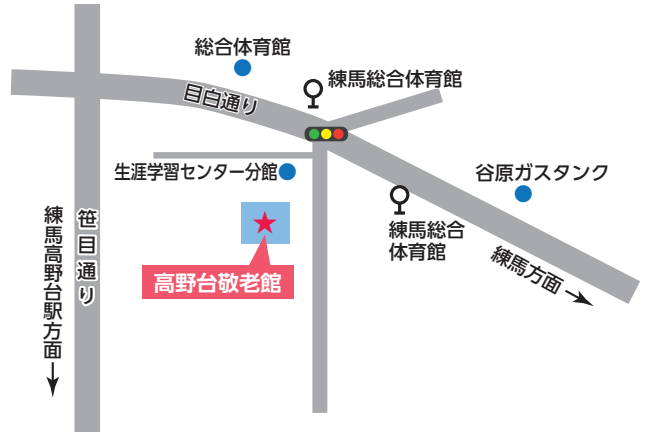 総合体育館
練馬総合体育館
目白通り
生涯学習センター分館
谷原ガスタンク
練馬総合
体育館
笹目通り
練馬高野台駅方面
練馬方面
高野台敬老館